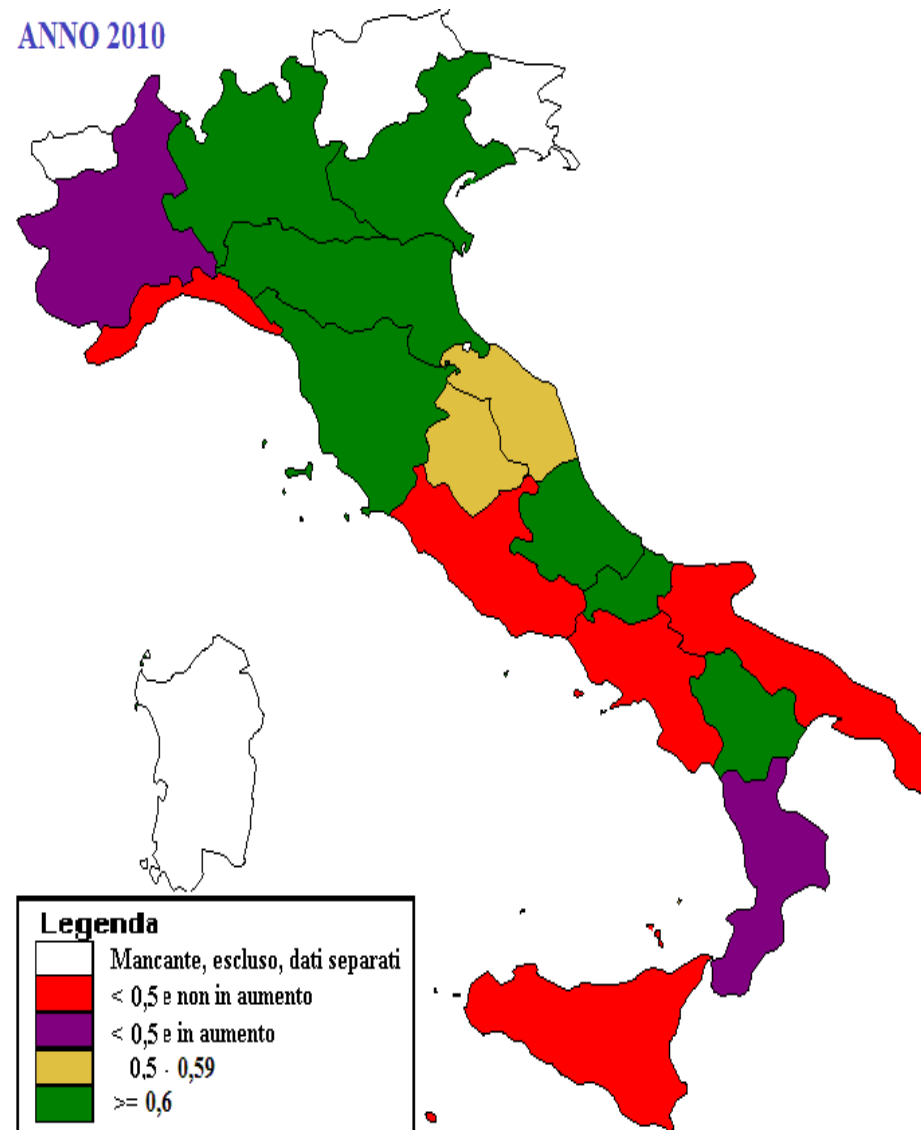 ANNO 2010
Legenda
Mancante, escluso, dati separati
< 0,5 e non in aumento
< 0,5 e in aumento
0,5 - 0,59
>= 0,6